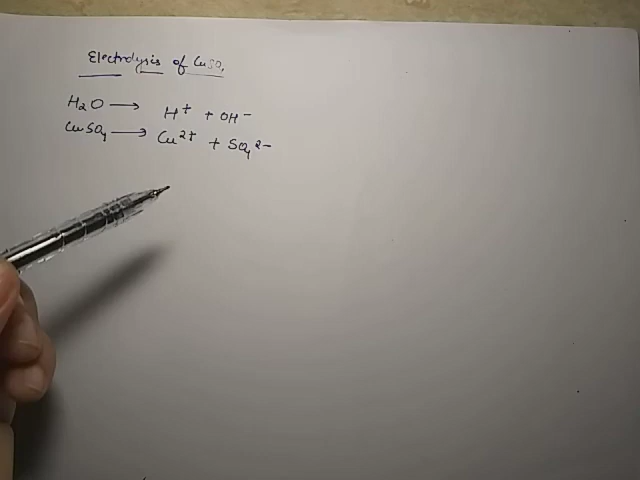 Electrolysis of CuSO₄
H₂O ⟶ H⁺ + OH⁻
CuSO₄ ⟶ Cu²⁺ + SO₄²⁻